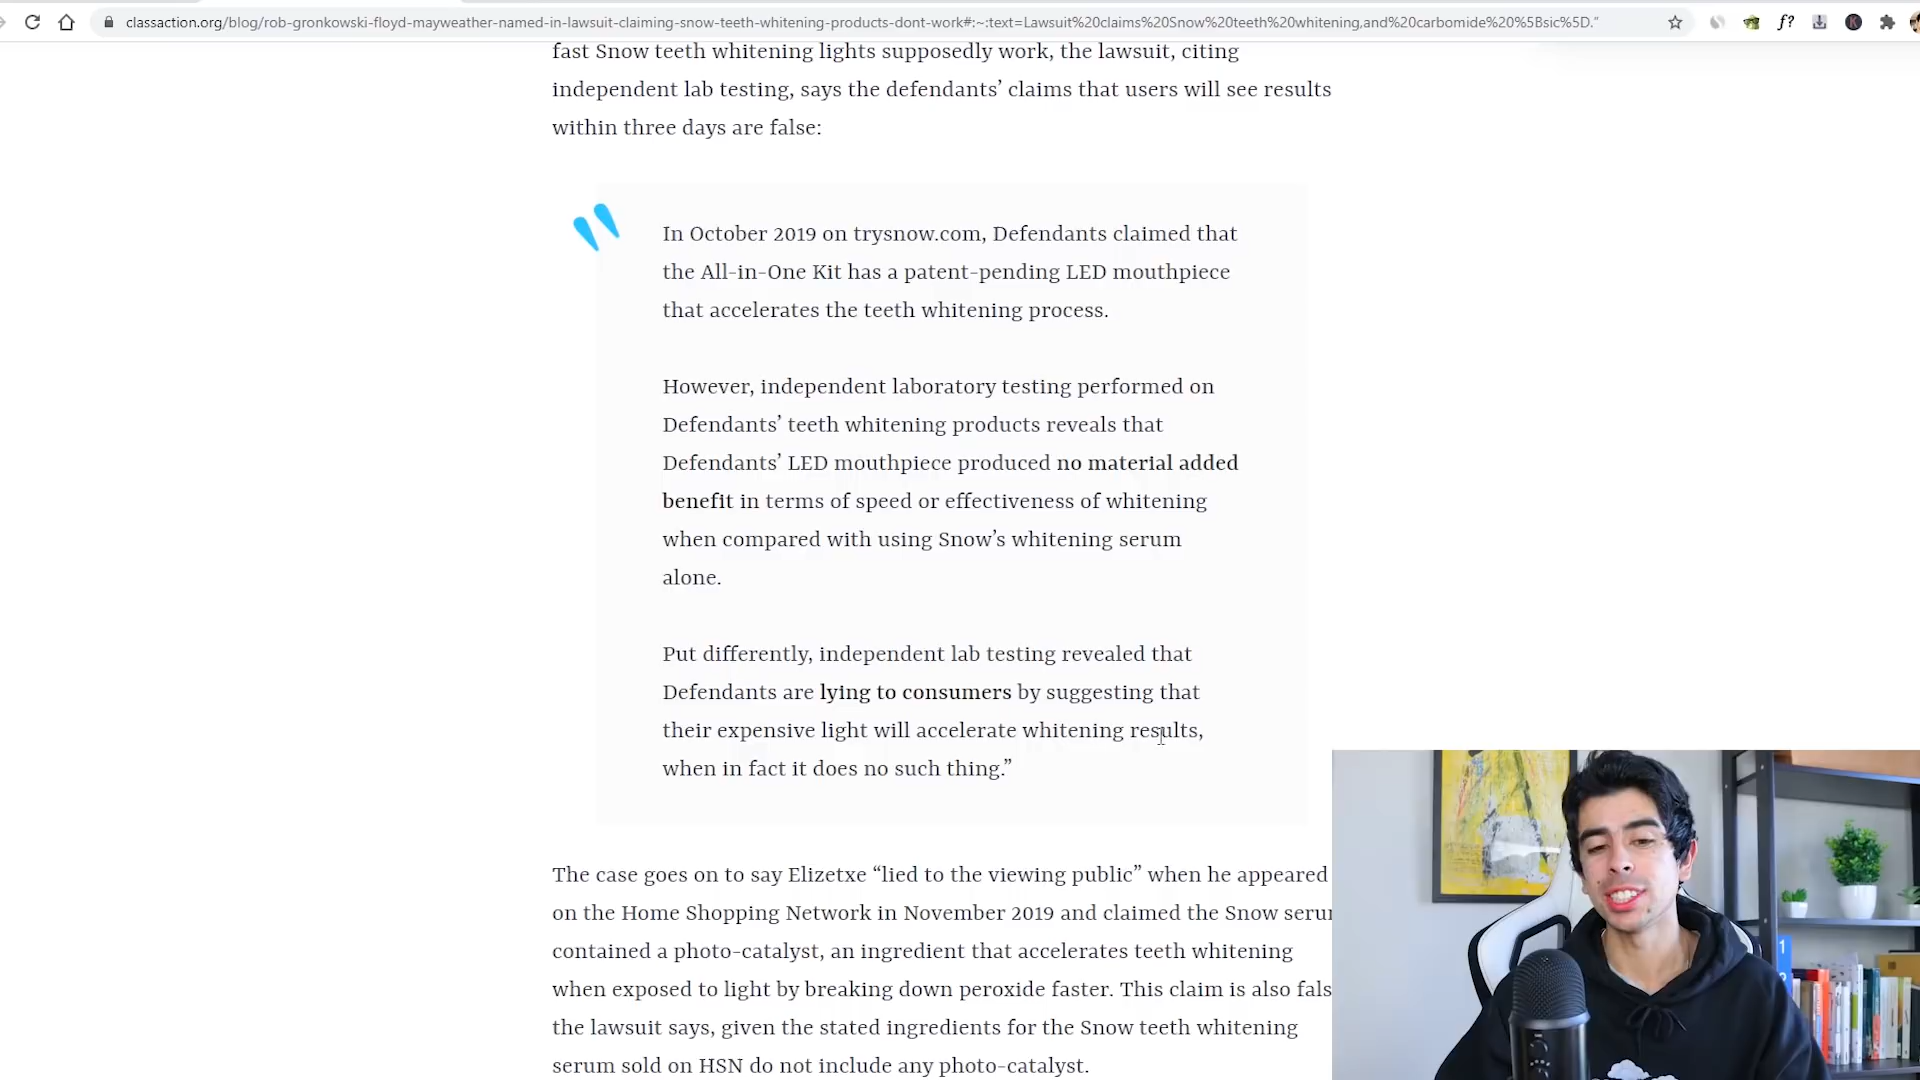 classaction.org/blog/rob-gronkowski-floyd-mayweather-named-in-lawsuit-claiming-snow-teeth-whitening-products-dont-work#:~:text=Lawsuit%20claims%20Snow%20teeth%20whitening,and%20carbomide%20%5Bsic%5D.“
f?
K
fast Snow teeth whitening lights supposedly work, the lawsuit, citing
independent lab testing, says the defendants’ claims that users will see results
within three days are false:
In October 2019 on trysnow.com, Defendants claimed that
the All-in-One Kit has a patent-pending LED mouthpiece
that accelerates the teeth whitening process.
However, independent laboratory testing performed on
Defendants’ teeth whitening products reveals that
Defendants’ LED mouthpiece produced no material added
benefit in terms of speed or effectiveness of whitening
when compared with using Snow’s whitening serum
alone.
Put differently, independent lab testing revealed that
Defendants are lying to consumers by suggesting that
their expensive light will accelerate whitening results,
when in fact it does no such thing.”
The case goes on to say Elizetxe “lied to the viewing public” when he appeared
on the Home Shopping Network in November 2019 and claimed the Snow seru
contained a photo-catalyst, an ingredient that accelerates teeth whitening
when exposed to light by breaking down peroxide faster. This claim is also fals
the lawsuit says, given the stated ingredients for the Snow teeth whitening
serum sold on HSN do not include any photo-catalyst.